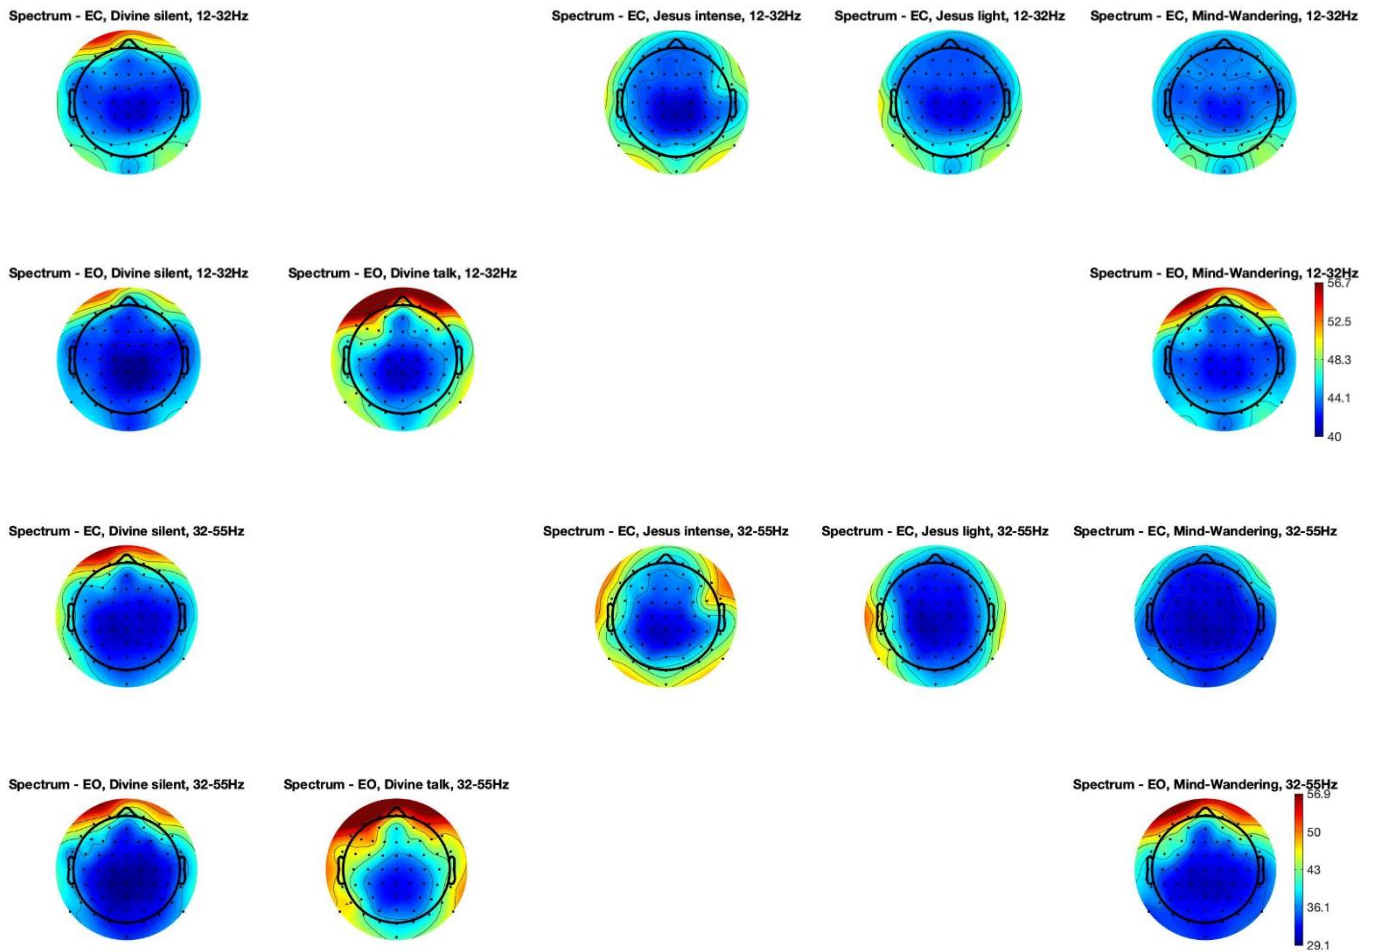 Spectrum - EC, Divine silent, 12-32Hz
Spectrum - EC, Jesus intense, 12-32Hz
Spectrum - EC, Jesus light, 12-32Hz
Spectrum - EC, Mind-Wandering, 12-32Hz
Spectrum - EO, Divine silent, 12-32Hz
Spectrum - EO, Divine talk, 12-32Hz
Spectrum - EO, Mind-Wandering, 12-32Hz
56.7
52.5
48.3
44.1
40
Spectrum - EC, Divine silent, 32-55Hz
Spectrum - EC, Jesus intense, 32-55Hz
Spectrum - EC, Jesus light, 32-55Hz
Spectrum - EC, Mind-Wandering, 32-55Hz
Spectrum - EO, Divine silent, 32-55Hz
Spectrum - EO, Divine talk, 32-55Hz
Spectrum - EO, Mind-Wandering, 32-55Hz
56.9
50
43
36.1
29.1